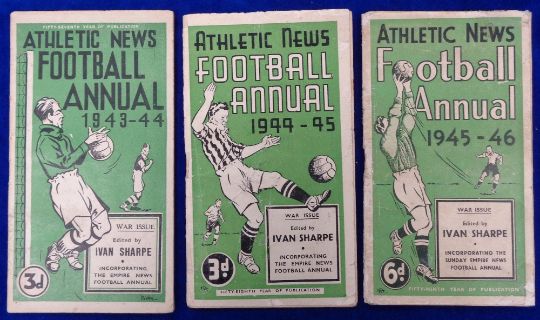 FIFTY-SEVENTH YEAR OF PUBLICATION
ATHLETIC NEWS
FOOTBALL
ANNUAL
1943-44
WAR ISSUE
Edited by
IVAN SHARPE
INCORPORATING
THE EMPIRE NEWS
FOOTBALL ANNUAL
3d
ATHLETIC NEWS
FOOTBALL
ANNUAL
1944-45
WAR ISSUE
Edited by
IVAN SHARPE
INCORPORATING
THE EMPIRE NEWS
FOOTBALL ANNUAL
3d
FIFTY-EIGHTH YEAR OF PUBLICATION
ATHLETIC NEWS
Football
Annual
1945-46
WAR ISSUE
Edited by
IVAN SHARPE
INCORPORATING THE
SUNDAY EMPIRE NEWS
FOOTBALL ANNUAL
6d.
FIFTY-NINTH YEAR OF PUBLICATION